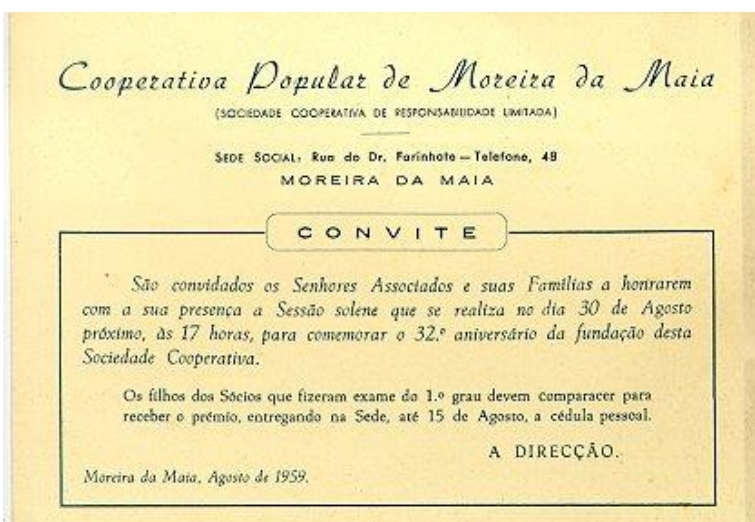 Cooperativa Popular de Moreira da Maia
(SOCIEDADE COOPERATIVA DE RESPONSABILIDADE LIMITADA)
SEDE SOCIAL: Rua do Dr. Farinhote — Telefone, 48
MOREIRA DA MAIA
CONVITE
São convidados os Senhores Associados e suas Famílias a honrarem
com a sua presença a Sessão solene que se realiza no dia 30 de Agosto
próximo, às 17 horas, para comemorar o 32.º aniversário da fundação desta
Sociedade Cooperativa.
Os filhos dos Sócios que fizeram exame do 1.º grau devem comparacer para
receber o prémio, entregando na Sede, até 15 de Agosto, a cédula pessoal.
A DIRECÇÃO.
Moreira da Maia, Agosto de 1959.